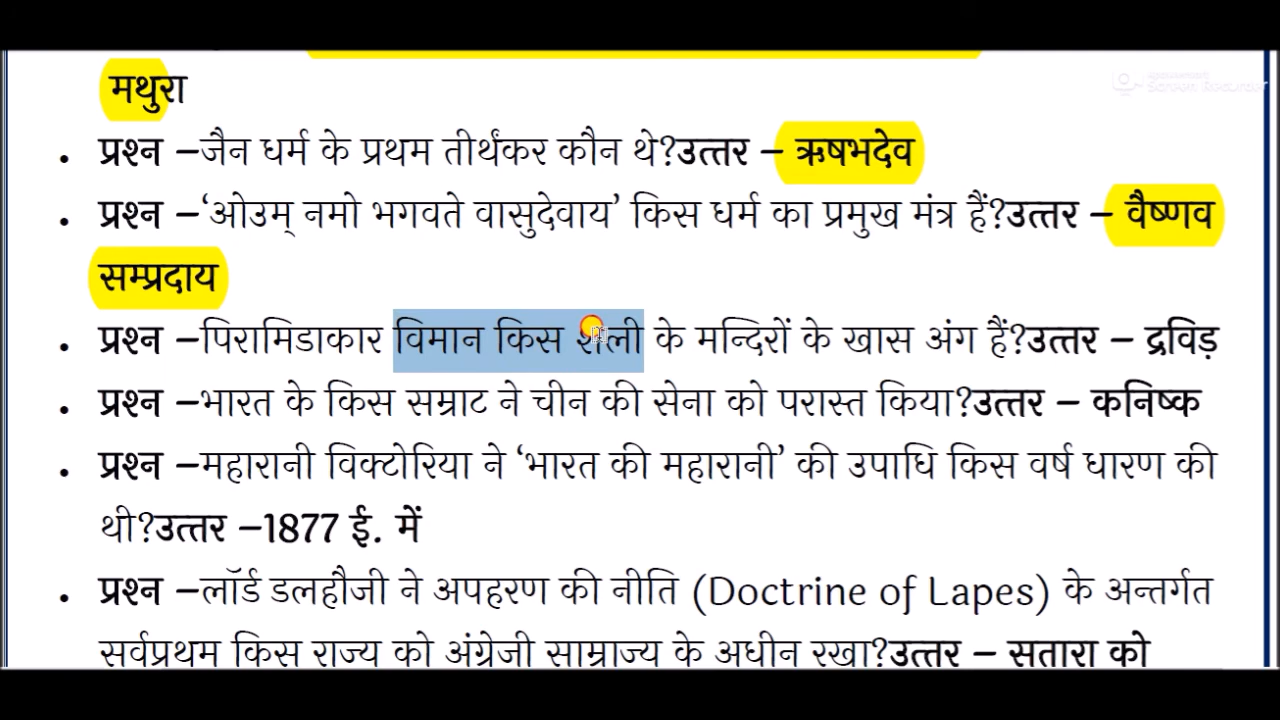 मथुरा
Screen Recorder
• प्रश्न –जैन धर्म के प्रथम तीर्थंकर कौन थे?उत्तर – ऋषभदेव
• प्रश्न –‘ओउम् नमो भगवते वासुदेवाय’ किस धर्म का प्रमुख मंत्र हैं?उत्तर – वैष्णव
सम्प्रदाय
• प्रश्न –पिरामिडाकार विमान किस शैली के मन्दिरों के खास अंग हैं?उत्तर – द्रविड़
• प्रश्न –भारत के किस सम्राट ने चीन की सेना को परास्त किया?उत्तर – कनिष्क
• प्रश्न –महारानी विक्टोरिया ने ‘भारत की महारानी’ की उपाधि किस वर्ष धारण की
थी?उत्तर –1877 ई. में
• प्रश्न –लॉर्ड डलहौजी ने अपहरण की नीति (Doctrine of Lapes) के अन्तर्गत
सर्वप्रथम किस राज्य को अंग्रेजी साम्राज्य के अधीन रखा?उत्तर – सतारा को